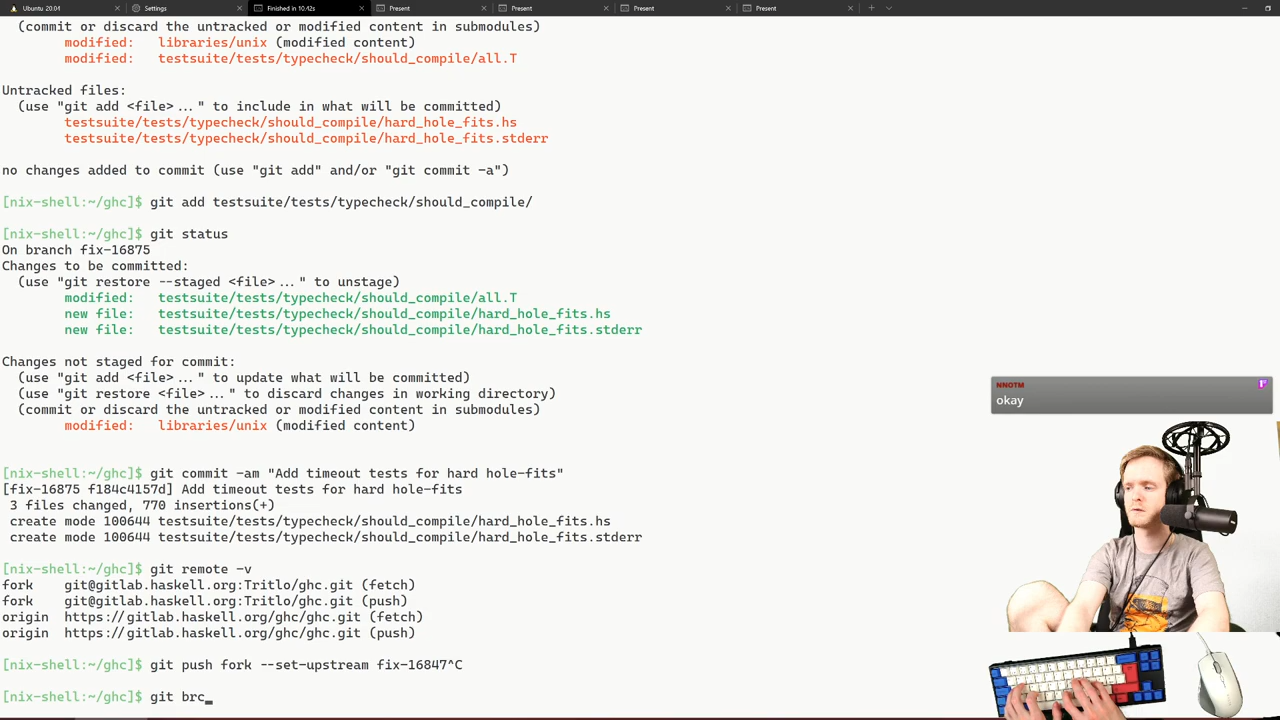 Ubuntu 20.04
Settings
Finished in 10.42s
Present
Present
Present
Present
(commit or discard the untracked or modified content in submodules)
modified: libraries/unix (modified content)
modified: testsuite/tests/typecheck/should_compile/all.T
Untracked files:
(use "git add <file>..." to include in what will be committed)
testsuite/tests/typecheck/should_compile/hard_hole_fits.hs
testsuite/tests/typecheck/should_compile/hard_hole_fits.stderr
no changes added to commit (use "git add" and/or "git commit -a")
[nix-shell:~/ghc]$ git add testsuite/tests/typecheck/should_compile/
[nix-shell:~/ghc]$ git status
On branch fix-16875
Changes to be committed:
(use "git restore --staged <file>..." to unstage)
modified: testsuite/tests/typecheck/should_compile/all.T
new file: testsuite/tests/typecheck/should_compile/hard_hole_fits.hs
new file: testsuite/tests/typecheck/should_compile/hard_hole_fits.stderr
Changes not staged for commit:
(use "git add <file>..." to update what will be committed)
(use "git restore <file>..." to discard changes in working directory)
(commit or discard the untracked or modified content in submodules)
modified: libraries/unix (modified content)
NNOTM
okay
[nix-shell:~/ghc]$ git commit -am "Add timeout tests for hard hole-fits"
[fix-16875 f184c4157d] Add timeout tests for hard hole-fits
3 files changed, 770 insertions(+)
create mode 100644 testsuite/tests/typecheck/should_compile/hard_hole_fits.hs
create mode 100644 testsuite/tests/typecheck/should_compile/hard_hole_fits.stderr
[nix-shell:~/ghc]$ git remote -v
fork git@gitlab.haskell.org:Tritlo/ghc.git (fetch)
fork git@gitlab.haskell.org:Tritlo/ghc.git (push)
origin https://gitlab.haskell.org/ghc/ghc.git (fetch)
origin https://gitlab.haskell.org/ghc/ghc.git (push)
[nix-shell:~/ghc]$ git push fork --set-upstream fix-16847^C
[nix-shell:~/ghc]$ git brc